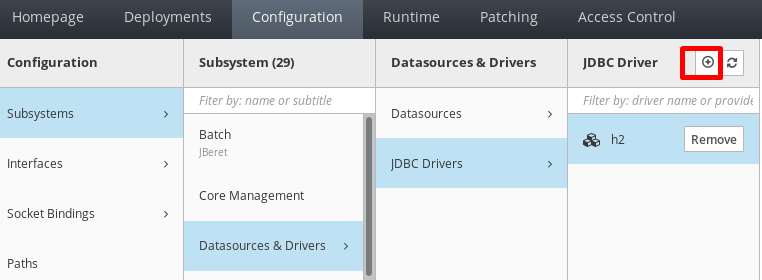 Homepage Deployments Configuration Runtime Patching Access Control
Configuration
Subsystems
Interfaces
Socket Bindings
Paths
Subsystem (29)
Fiter by: name or subtitle
Batch
JBeret
Core Management
Datasources & Drivers
Datasources & Drivers
Datasources
JDBC Drivers
JDBC Driver
Filter by: driver name or provide
h2 Remove